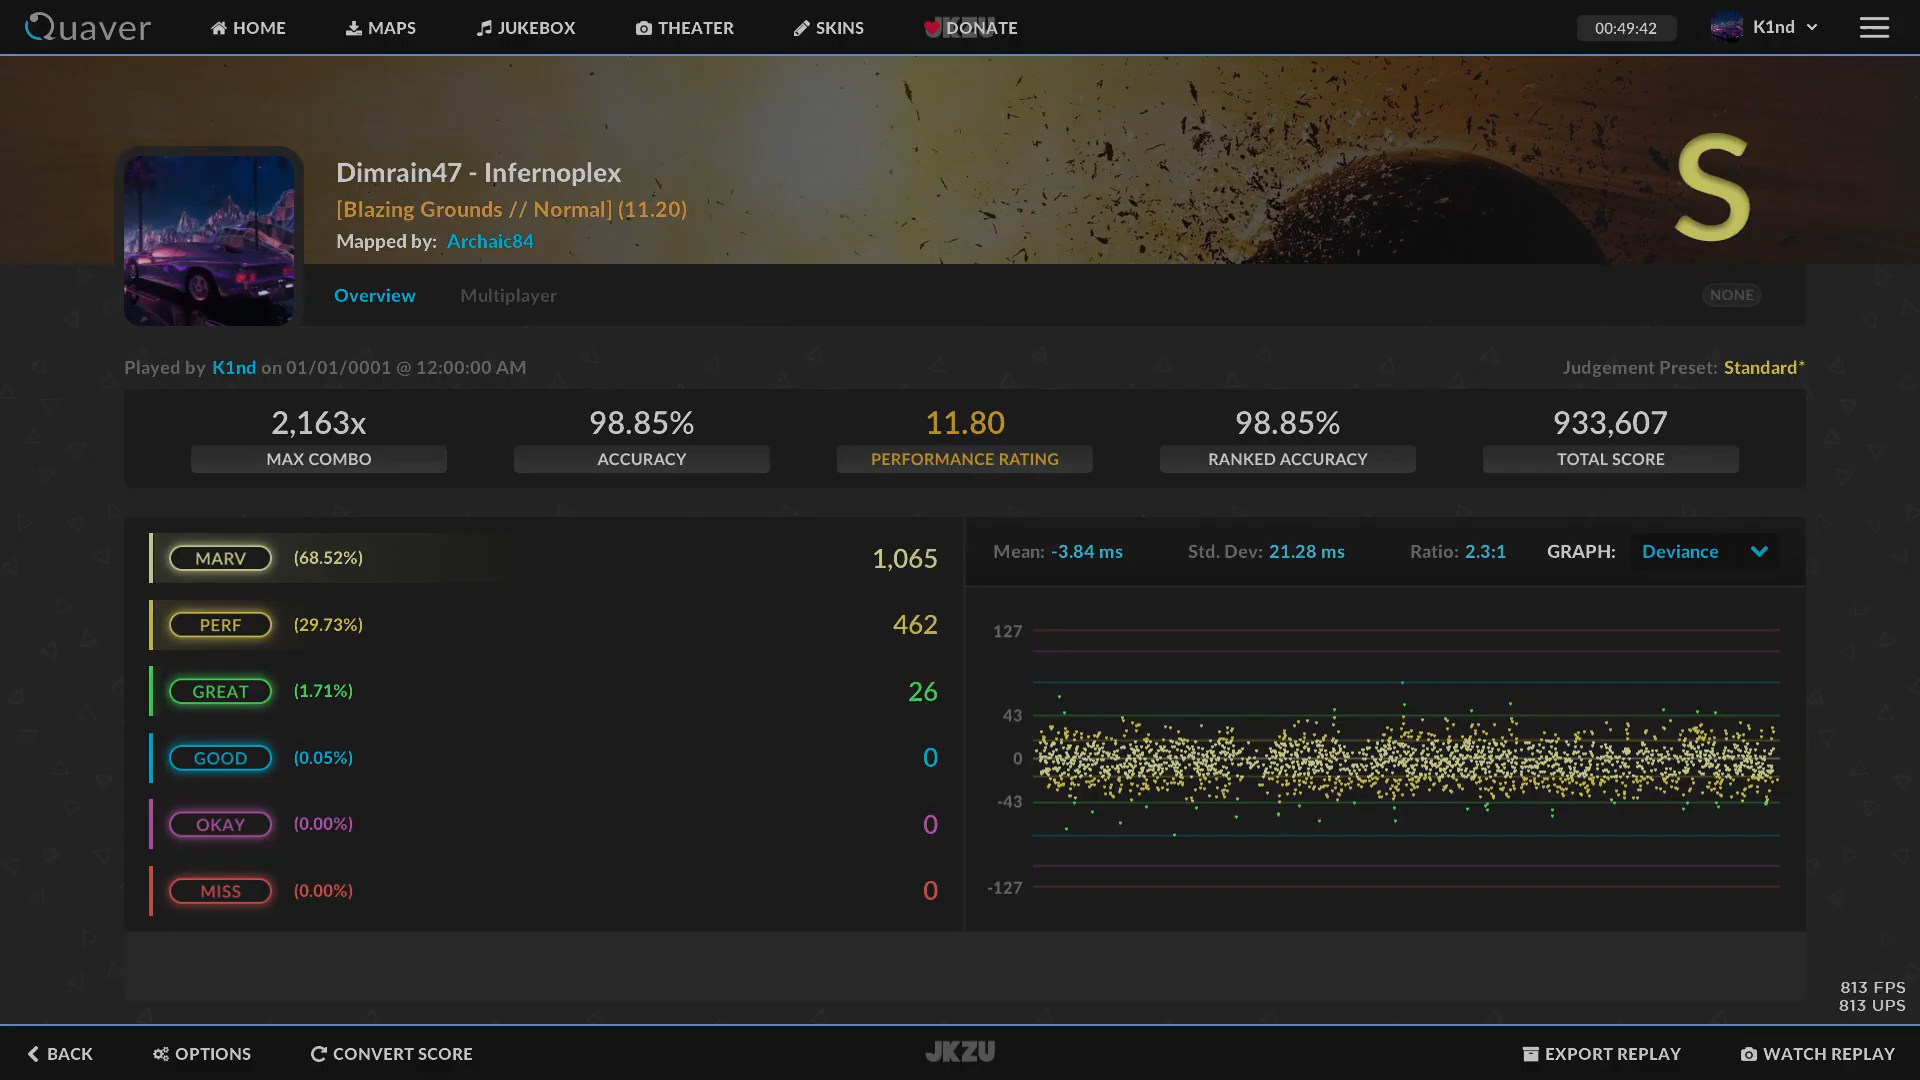 Quaver HOME MAPS JUKEBOX THEATER SKINS DONATE JKZU 00:49:42 K1nd
Dimrain47 - Infernoplex
[Blazing Grounds // Normal] (11.20)
Mapped by: Archaic84
S
Overview Multiplayer NONE
Played by K1nd on 01/01/0001 @ 12:00:00 AM Judgement Preset: Standard*
2,163x 98.85% 11.80 98.85% 933,607
MAX COMBO ACCURACY PERFORMANCE RATING RANKED ACCURACY TOTAL SCORE
MARV (68.52%) 1,065
PERF (29.73%) 462
GREAT (1.71%) 26
GOOD (0.05%) 0
OKAY (0.00%) 0
MISS (0.00%) 0
Mean: -3.84 ms Std. Dev: 21.28 ms Ratio: 2.3:1 GRAPH: Deviance
127
43
0
-43
-127
813 FPS
813 UPS
BACK OPTIONS CONVERT SCORE JKZU EXPORT REPLAY WATCH REPLAY